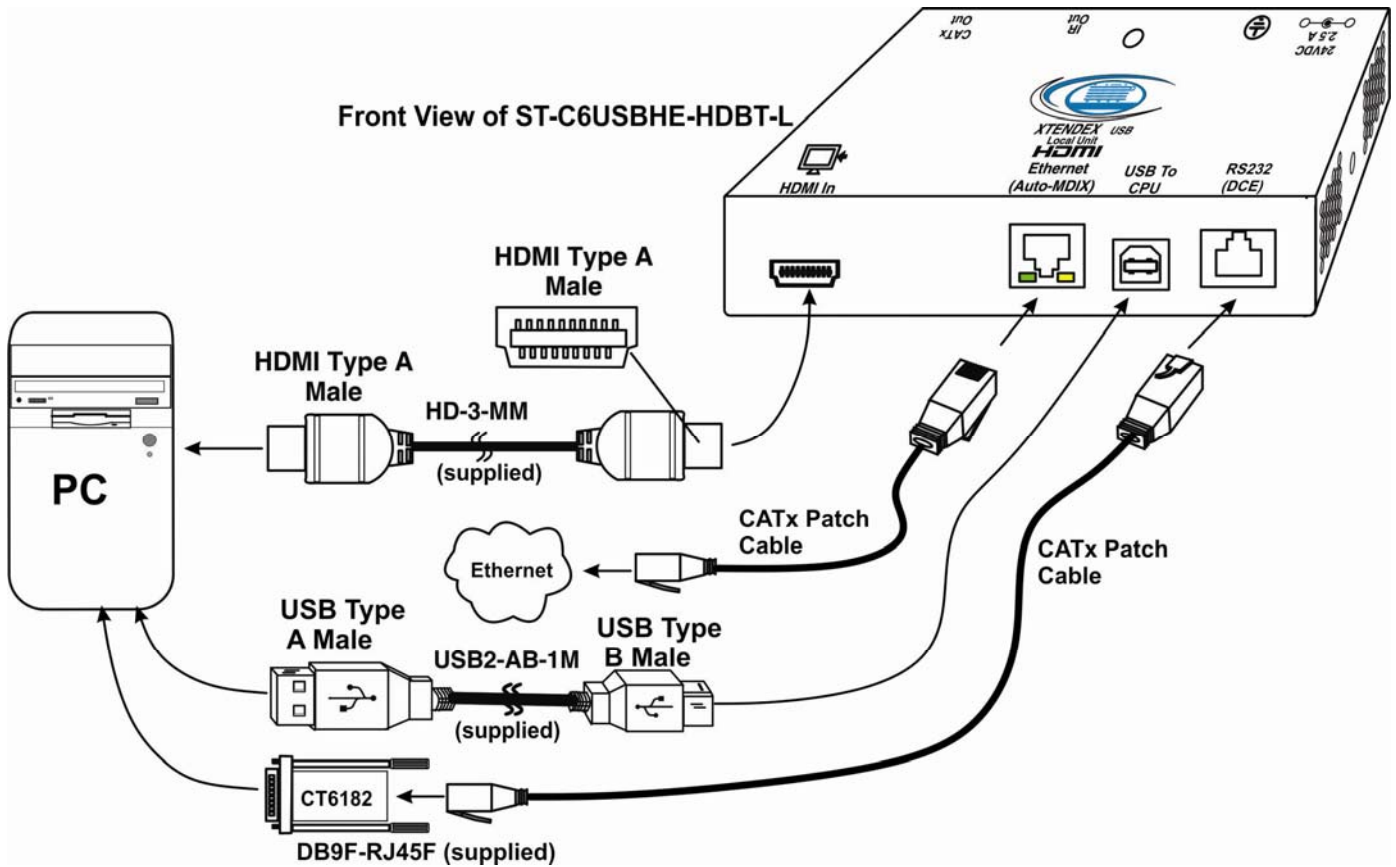 CATx
Out
IR
Out
24VDC
2.5 A
Front View of ST-C6USBHE-HDBT-L
XTENDEX USB
Local Unit
HDMI
HDMI In
Ethernet
(Auto-MDIX)
USB To
CPU
RS232
(DCE)
HDMI Type A
Male
HDMI Type A
Male
HD-3-MM
(supplied)
PC
CATx Patch
Cable
Ethernet
CATx Patch
Cable
USB Type
A Male
USB2-AB-1M
(supplied)
USB Type
B Male
CT6182
DB9F-RJ45F (supplied)